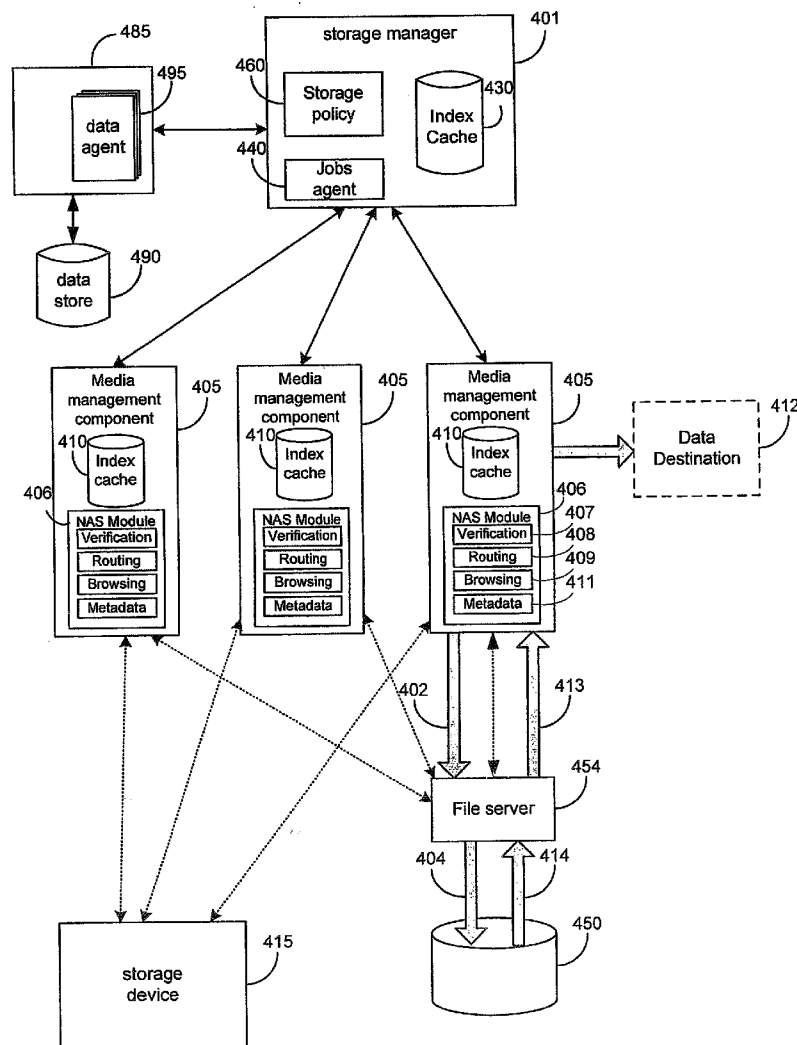 485
495
data
agent
490
data
store
storage manager
401
460
Storage
policy
430
Index
Cache
440
Jobs
agent
Media
management
component
405
410
Index
cache
406
NAS Module
Verification
Routing
Browsing
Metadata
Media
management
component
405
410
Index
cache
NAS Module
Verification
Routing
Browsing
Metadata
Media
management
component
405
410
Index
cache
406
NAS Module
407
Verification
408
Routing
409
Browsing
411
Metadata
Data
Destination
412
402
413
File server
454
404
414
450
storage
device
415